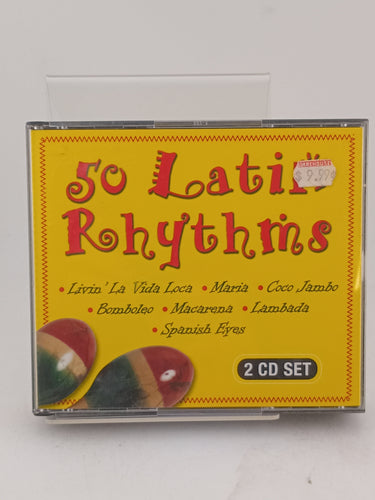 50 Latin
WAREHOUSE
$ 9.99
Rhythms
• Livin' La Vida Loca • Maria • Coco Jambo
• Bomboleo • Macarena • Lambada
• Spanish Eyes
2 CD SET